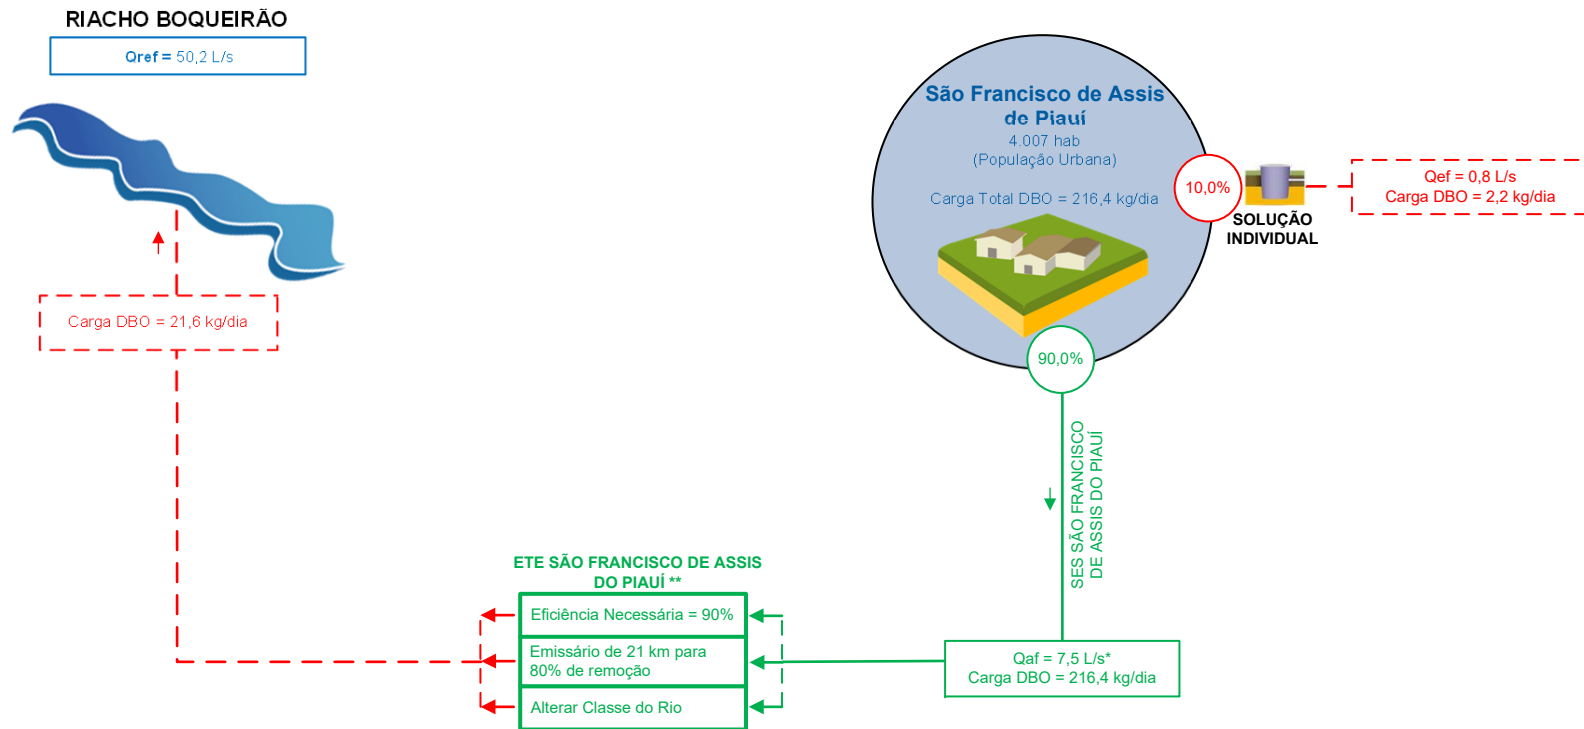 RIACHO BOQUEIRÃO
Qref = 50,2 L/s
São Francisco de Assis
do Piauí
4.007 hab
(População Urbana)
Carga Total DBO = 216,4 kg/dia
10,0%
SOLUÇÃO
INDIVIDUAL
Qef = 0,8 L/s
Carga DBO = 2,2 kg/dia
Carga DBO = 21,6 kg/dia
90,0%
SES SÃO FRANCISCO
DE ASSIS DO PIAUÍ
ETE SÃO FRANCISCO DE ASSIS
DO PIAUÍ **
Eficiência Necessária = 90%
Emissário de 21 km para
80% de remoção
Alterar Classe do Rio
Qaf = 7,5 L/s*
Carga DBO = 216,4 kg/dia